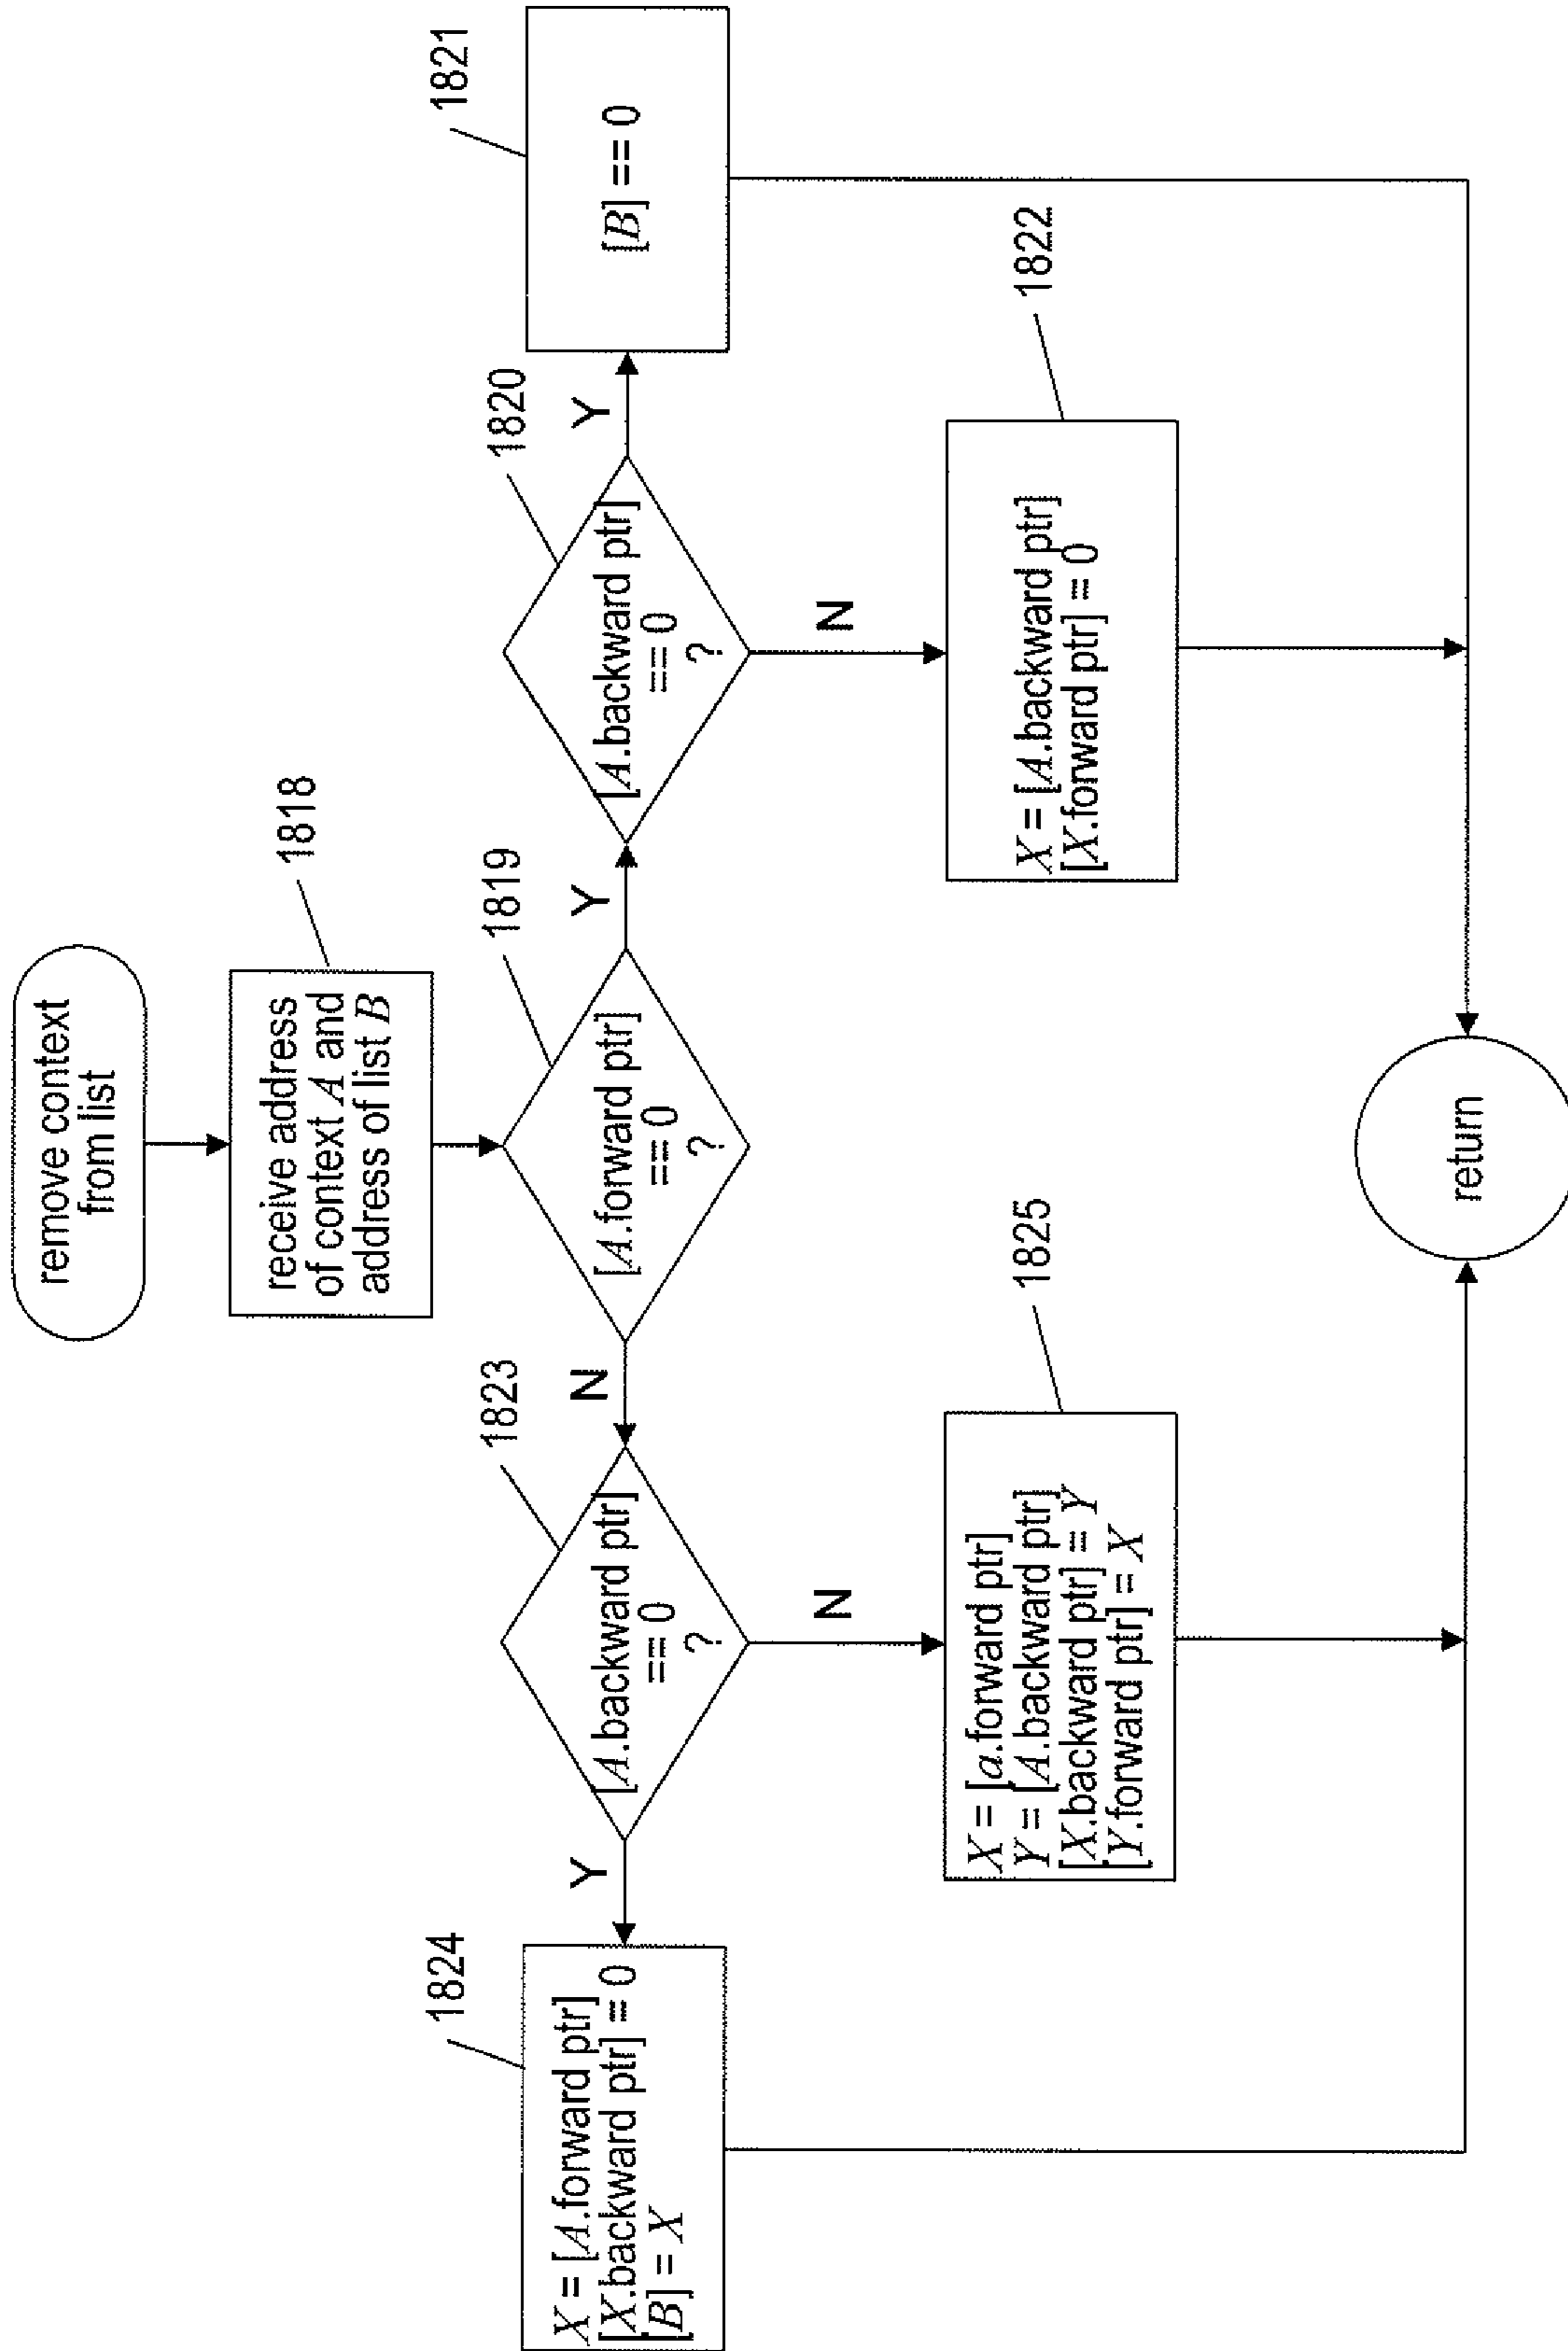 remove context
from list
1818
receive address
of context A and
address of list B
1819
[A.forward ptr]
== 0
?
Y
N
1820
[A.backward ptr]
== 0
?
Y
N
1821
[B] == 0
1822
X = [A.backward ptr]
[X.forward ptr] = 0
1823
[A.backward ptr]
== 0
?
Y
N
1824
X = [A.forward ptr]
[X.backward ptr] = 0
[B] = X
1825
X = [a.forward ptr]
Y = [A.backward ptr]
[X.backward ptr] = Y
[Y.forward ptr] = X
return